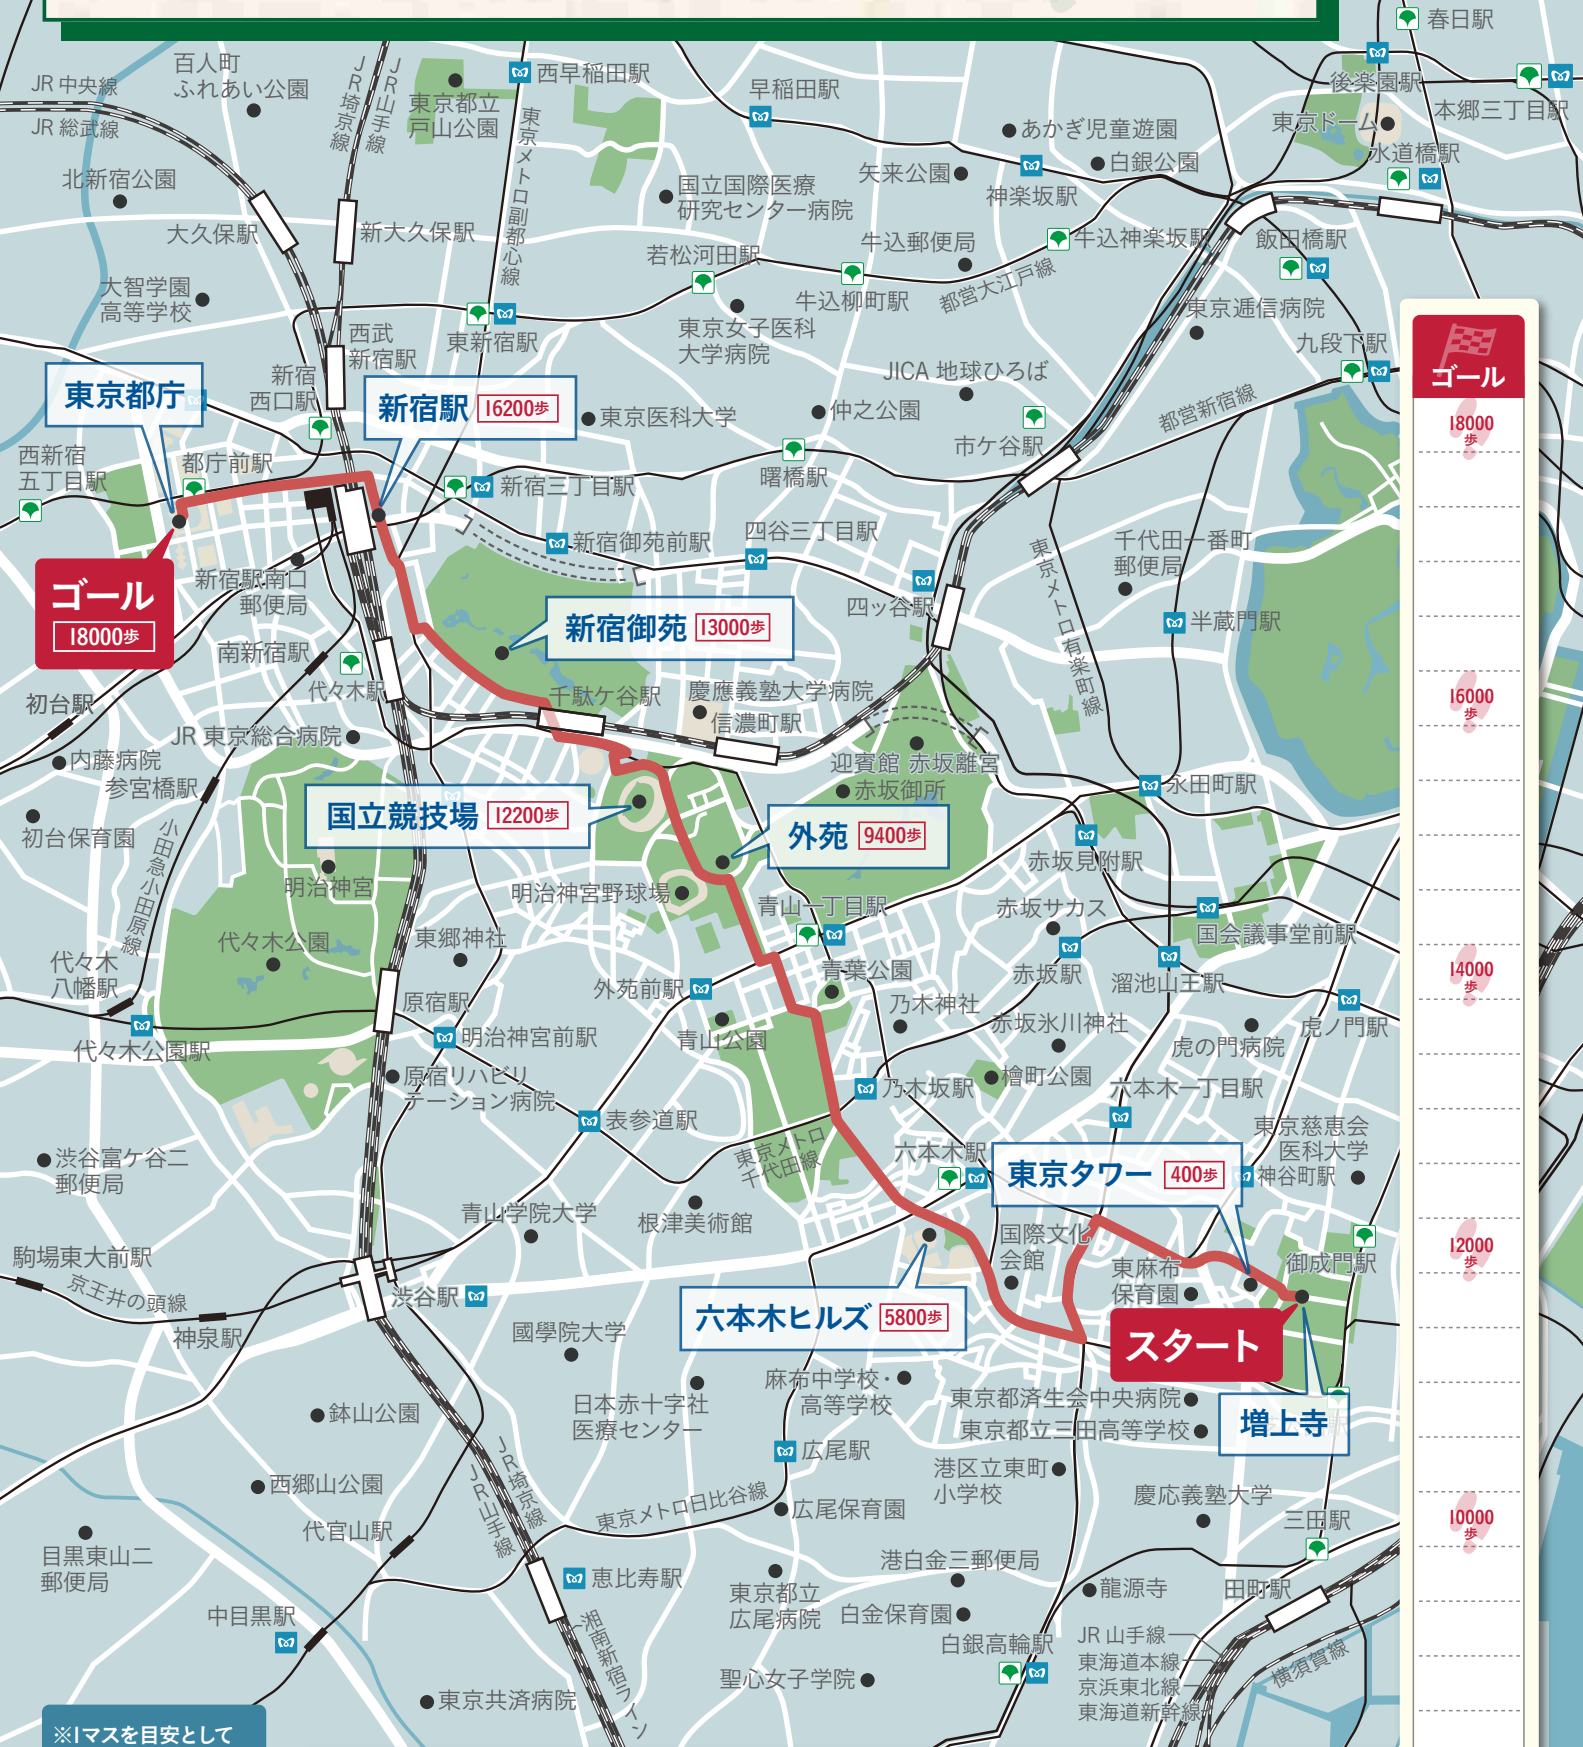 春日駅
後楽園駅
本郷三丁目駅
東京ドーム
水道橋駅
JR 中央線
JR 総武線
百人町
ふれあい公園
JR埼京線
JR山手線
東京都立
戸山公園
西早稲田駅
東京メトロ副都心線
早稲田駅
あかぎ児童遊園
白銀公園
矢来公園
神楽坂駅
国立国際医療
研究センター病院
北新宿公園
大久保駅
新大久保駅
若松河田駅
牛込郵便局
牛込神楽坂駅
飯田橋駅
牛込柳町駅
都営大江戸線
大智学園
高等学校
東京逓信病院
西武
新宿駅
東新宿駅
東京女子医科
大学病院
九段下駅
新宿
西口駅
JICA 地球ひろば
仲之公園
都営新宿線
東京都庁
新宿駅 16200歩
東京医科大学
市ケ谷駅
曙橋駅
西新宿
五丁目駅
都庁前駅
新宿三丁目駅
新宿御苑前駅
四谷三丁目駅
千代田一番町
郵便局
東京メトロ有楽町線
四ッ谷駅
半蔵門駅
新宿駅南口
郵便局
ゴール
18000歩
新宿御苑 13000歩
南新宿駅
代々木駅
初台駅
千駄ケ谷駅
慶應義塾大学病院
信濃町駅
JR 東京総合病院
内藤病院
参宮橋駅
迎賓館 赤坂離宮
赤坂御所
永田町駅
初台保育園
小田急小田原線
国立競技場 12200歩
外苑 9400歩
赤坂見附駅
明治神宮
明治神宮野球場
青山一丁目駅
赤坂サカス
国会議事堂前駅
代々木公園
東郷神社
代々木
八幡駅
外苑前駅
青葉公園
赤坂駅
溜池山王駅
原宿駅
乃木神社
赤坂氷川神社
虎ノ門駅
代々木公園駅
明治神宮前駅
青山公園
虎の門病院
原宿リハビリ
テーション病院
乃木坂駅
檜町公園
六本木一丁目駅
表参道駅
東京慈恵会
医科大学
東京メトロ
千代田線
六本木駅
東京タワー 400歩
神谷町駅
渋谷富ケ谷二
郵便局
青山学院大学
根津美術館
国際文化
会館
東麻布
保育園
御成門駅
駒場東大前駅
京王井の頭線
神泉駅
渋谷駅
六本木ヒルズ 5800歩
スタート
國學院大学
麻布中学校・
高等学校
日本赤十字社
医療センター
東京都済生会中央病院
東京都立三田高等学校
増上寺
鉢山公園
広尾駅
港区立東町
小学校
西郷山公園
JR埼京線
JR山手線
東京メトロ日比谷線
広尾保育園
慶応義塾大学
三田駅
代官山駅
目黒東山二
郵便局
恵比寿駅
東京都立
広尾病院
港白金三郵便局
白金保育園
龍源寺
田町駅
中目黒駅
湘南新宿ライン
白銀高輪駅
JR 山手線
東海道本線
京浜東北線
東海道新幹線
横須賀線
聖心女子学院
東京共済病院
※1マスを目安として
ゴール
18000
歩
16000
歩
14000
歩
12000
歩
10000
歩